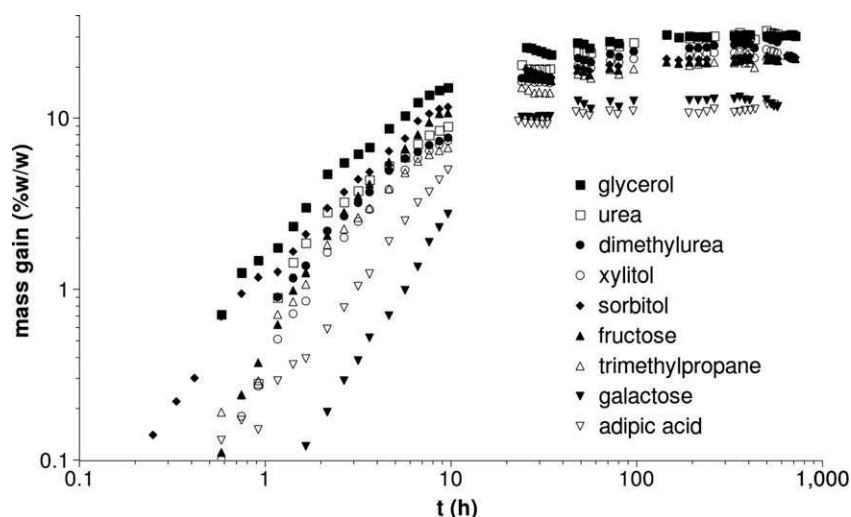 mass gain (%w/w)
10
1
0.1
glycerol
urea
dimethylurea
xylitol
sorbitol
fructose
trimethylpropane
galactose
adipic acid
0.1
1
10
100
1,000
t (h)